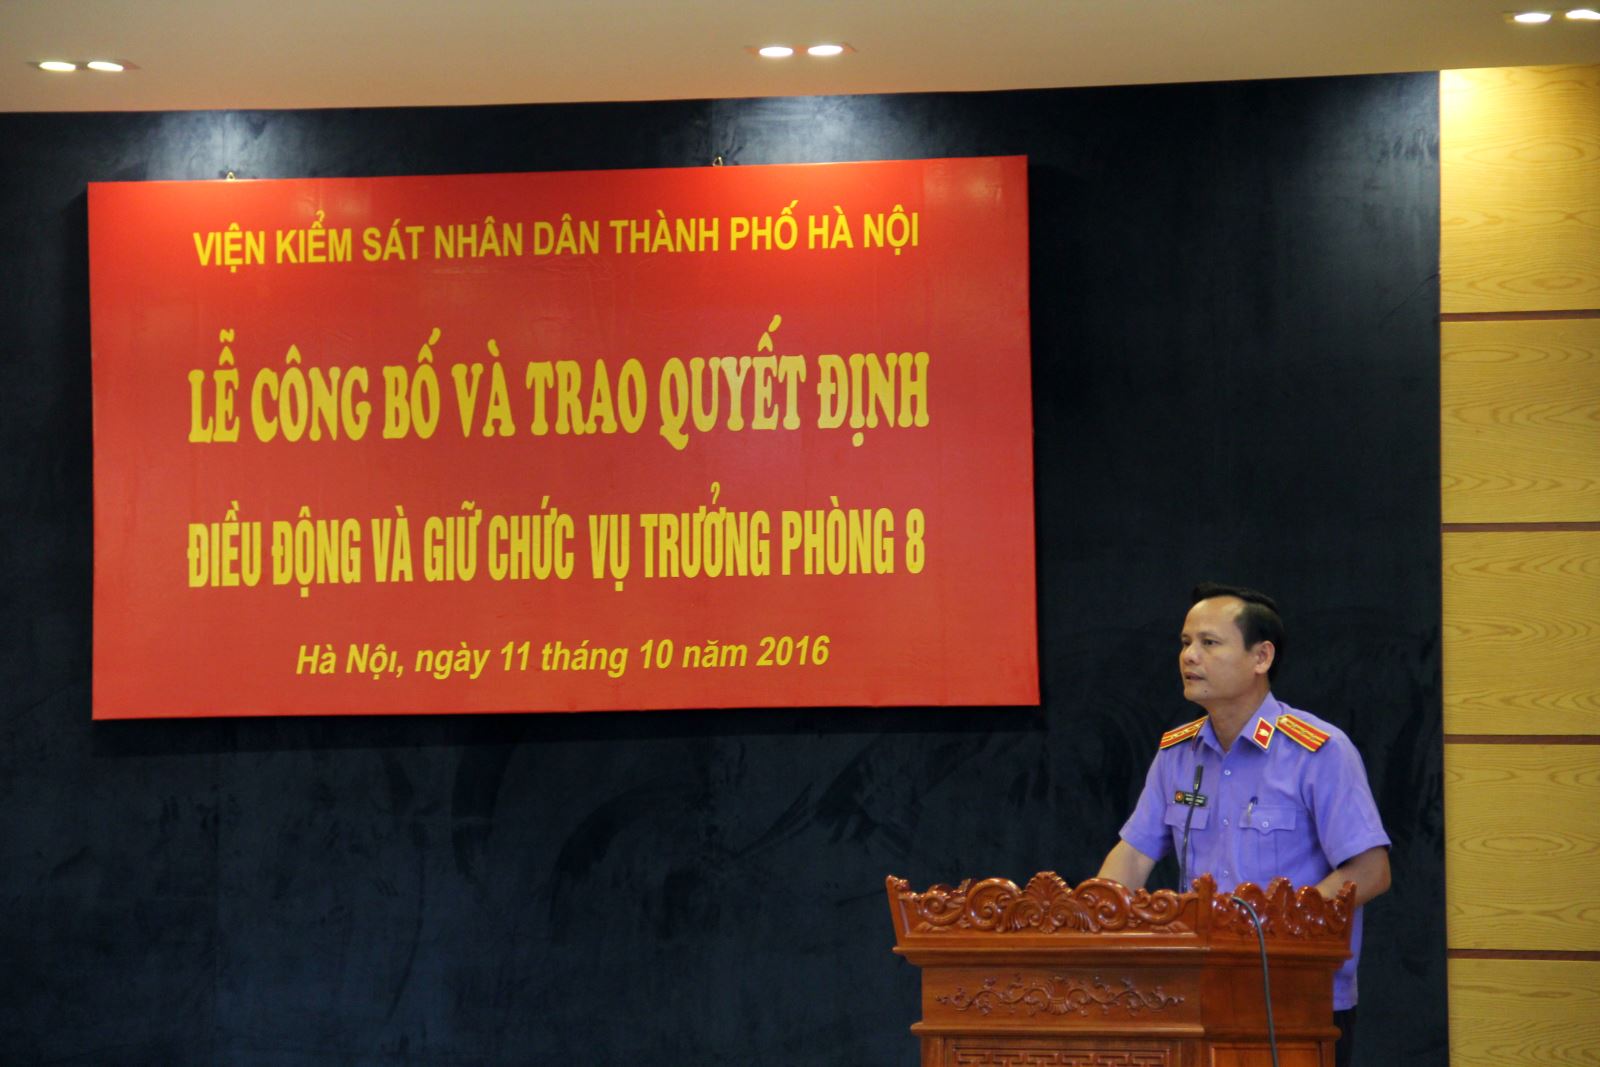 VIỆN KIỂM SÁT NHÂN DÂN THÀNH PHỐ HÀ NỘI
LỄ CÔNG BỐ VÀ TRAO QUYẾT ĐỊNH
ĐIỀU ĐỘNG VÀ GIỮ CHỨC VỤ TRƯỞNG PHÒNG 8
Hà Nội, ngày 11 tháng 10 năm 2016